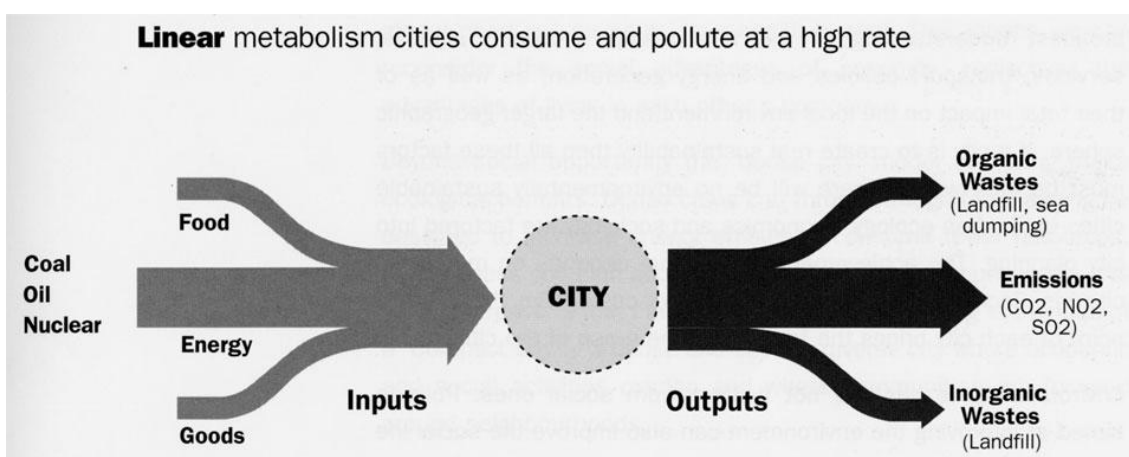 Linear metabolism cities consume and pollute at a high rate
Food
Coal
Oil
Nuclear
Energy
Goods
Inputs
CITY
Outputs
Organic
Wastes
(Landfill, sea
dumping)
Emissions
(CO2, NO2,
SO2)
Inorganic
Wastes
(Landfill)